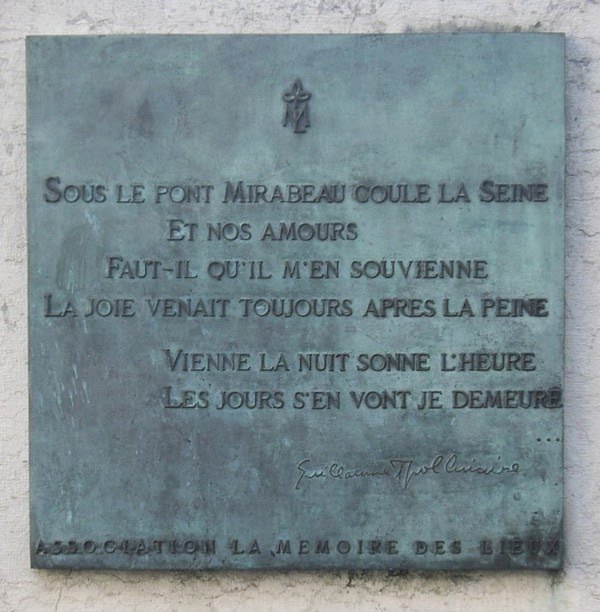 SOUS LE PONT MIRABEAU COULE LA SEINE
ET NOS AMOURS
FAUT-IL QU'IL M'EN SOUVIENNE
LA JOIE VENAIT TOUJOURS APRES LA PEINE
VIENNE LA NUIT SONNE L'HEURE
LES JOURS S'EN VONT JE DEMEURE
...
Guillaume Apollinaire
ASSOCIATION LA MEMOIRE DES LIEUX